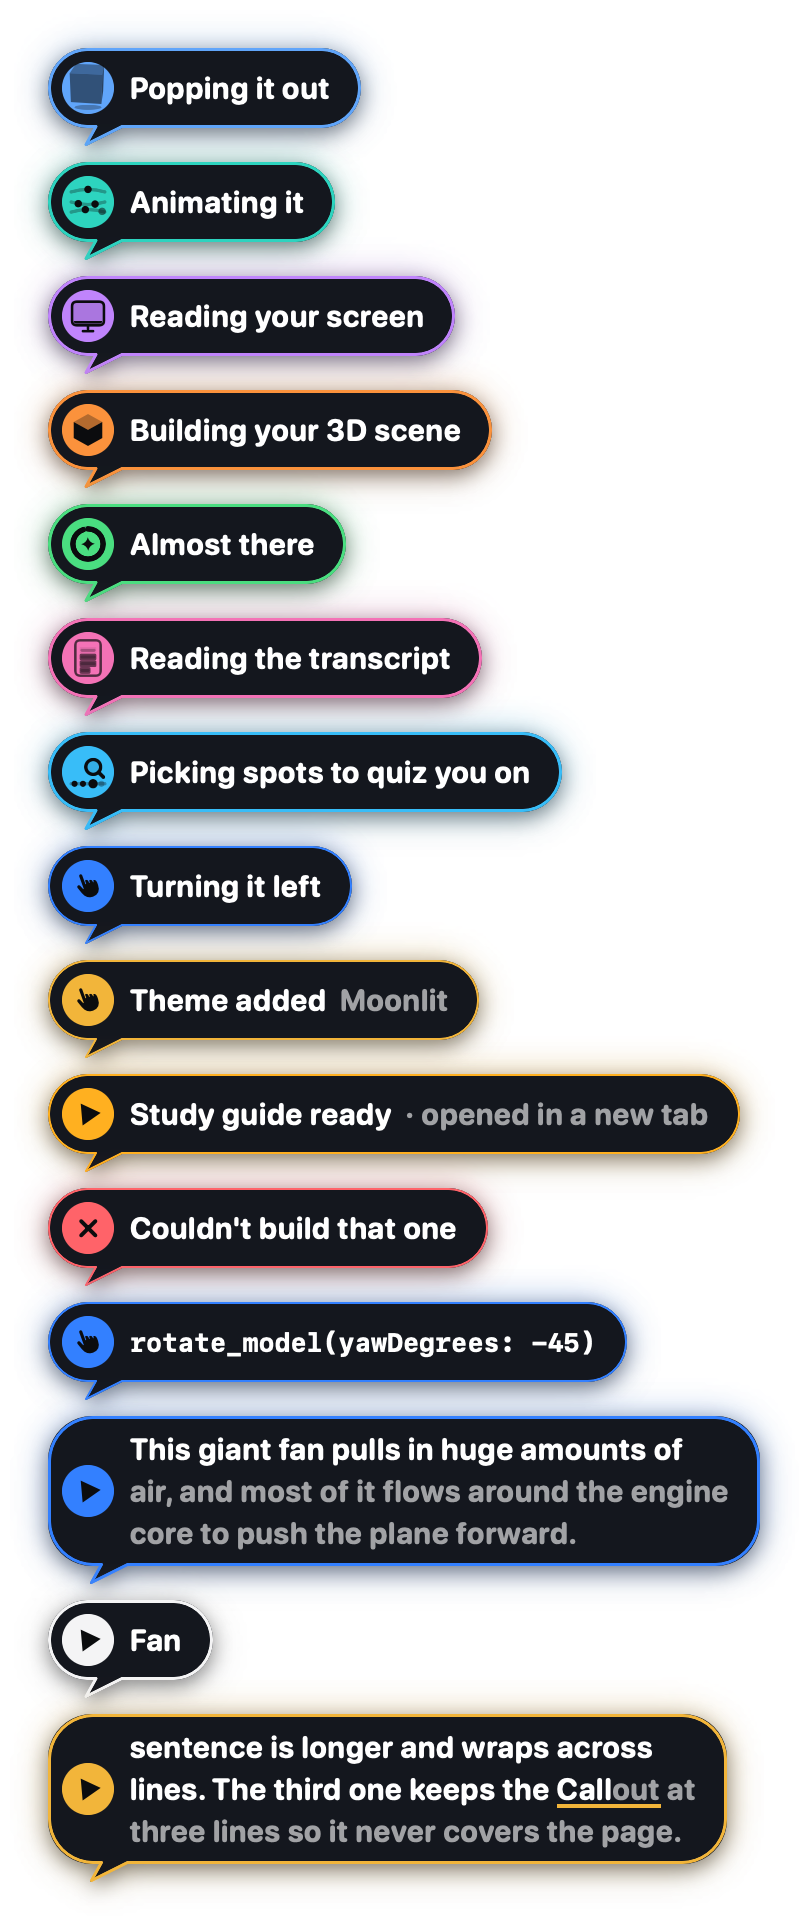 Popping it out
Animating it
Reading your screen
Building your 3D scene
Almost there
Reading the transcript
Picking spots to quiz you on
Turning it left
Theme added Moonlit
Study guide ready · opened in a new tab
Couldn't build that one
rotate_model(yawDegrees: −45)
This giant fan pulls in huge amounts of
air, and most of it flows around the engine
core to push the plane forward.
Fan
sentence is longer and wraps across
lines. The third one keeps the Callout at
three lines so it never covers the page.